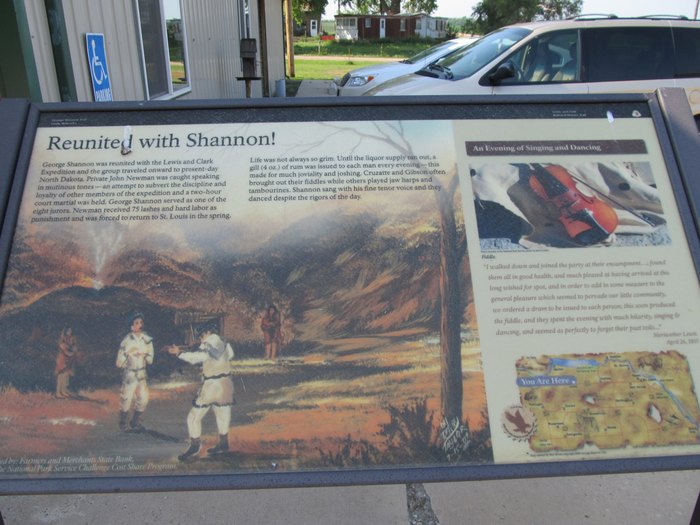 PARKING
Reunited with Shannon!
George Shannon was reunited with the Lewis and Clark
Expedition and the group traveled onward to present-day
North Dakota. Private John Newman was caught speaking
in mutinous tones — an attempt to subvert the discipline and
loyalty of other members of the expedition and a two-hour
court martial was held. George Shannon served as one of the
eight jurors. Newman received 75 lashes and hard labor as
punishment and was forced to return to St. Louis in the spring.
Life was not always so grim. Until the liquor supply ran out, a
gill (4 oz.) of rum was issued to each man every evening — this
made for much joviality and joshing. Cruzatte and Gibson often
brought out their fiddles while others played jaw harps and
tambourines. Shannon sang with his fine tenor voice and they
danced despite the rigors of the day.
An Evening of Singing and Dancing
Fiddle.
"I walked down and joined the party at their encampment...i found
them all in good health, and much pleased at having arrived at this
long wished for spot, and in order to add in some measure to the
general pleasure which seemed to pervade our little community,
we ordered a dram to be issued to each person; this soon produced
the fiddle, and they spent the evening with much hilarity, singing &
dancing, and seemed as perfectly to forget their past toils..."
Meriwether Lewis
April 26, 1805
You Are Here
ed by: Farmers and Merchants State Bank,
he National Park Service Challenge Cost Share Program.